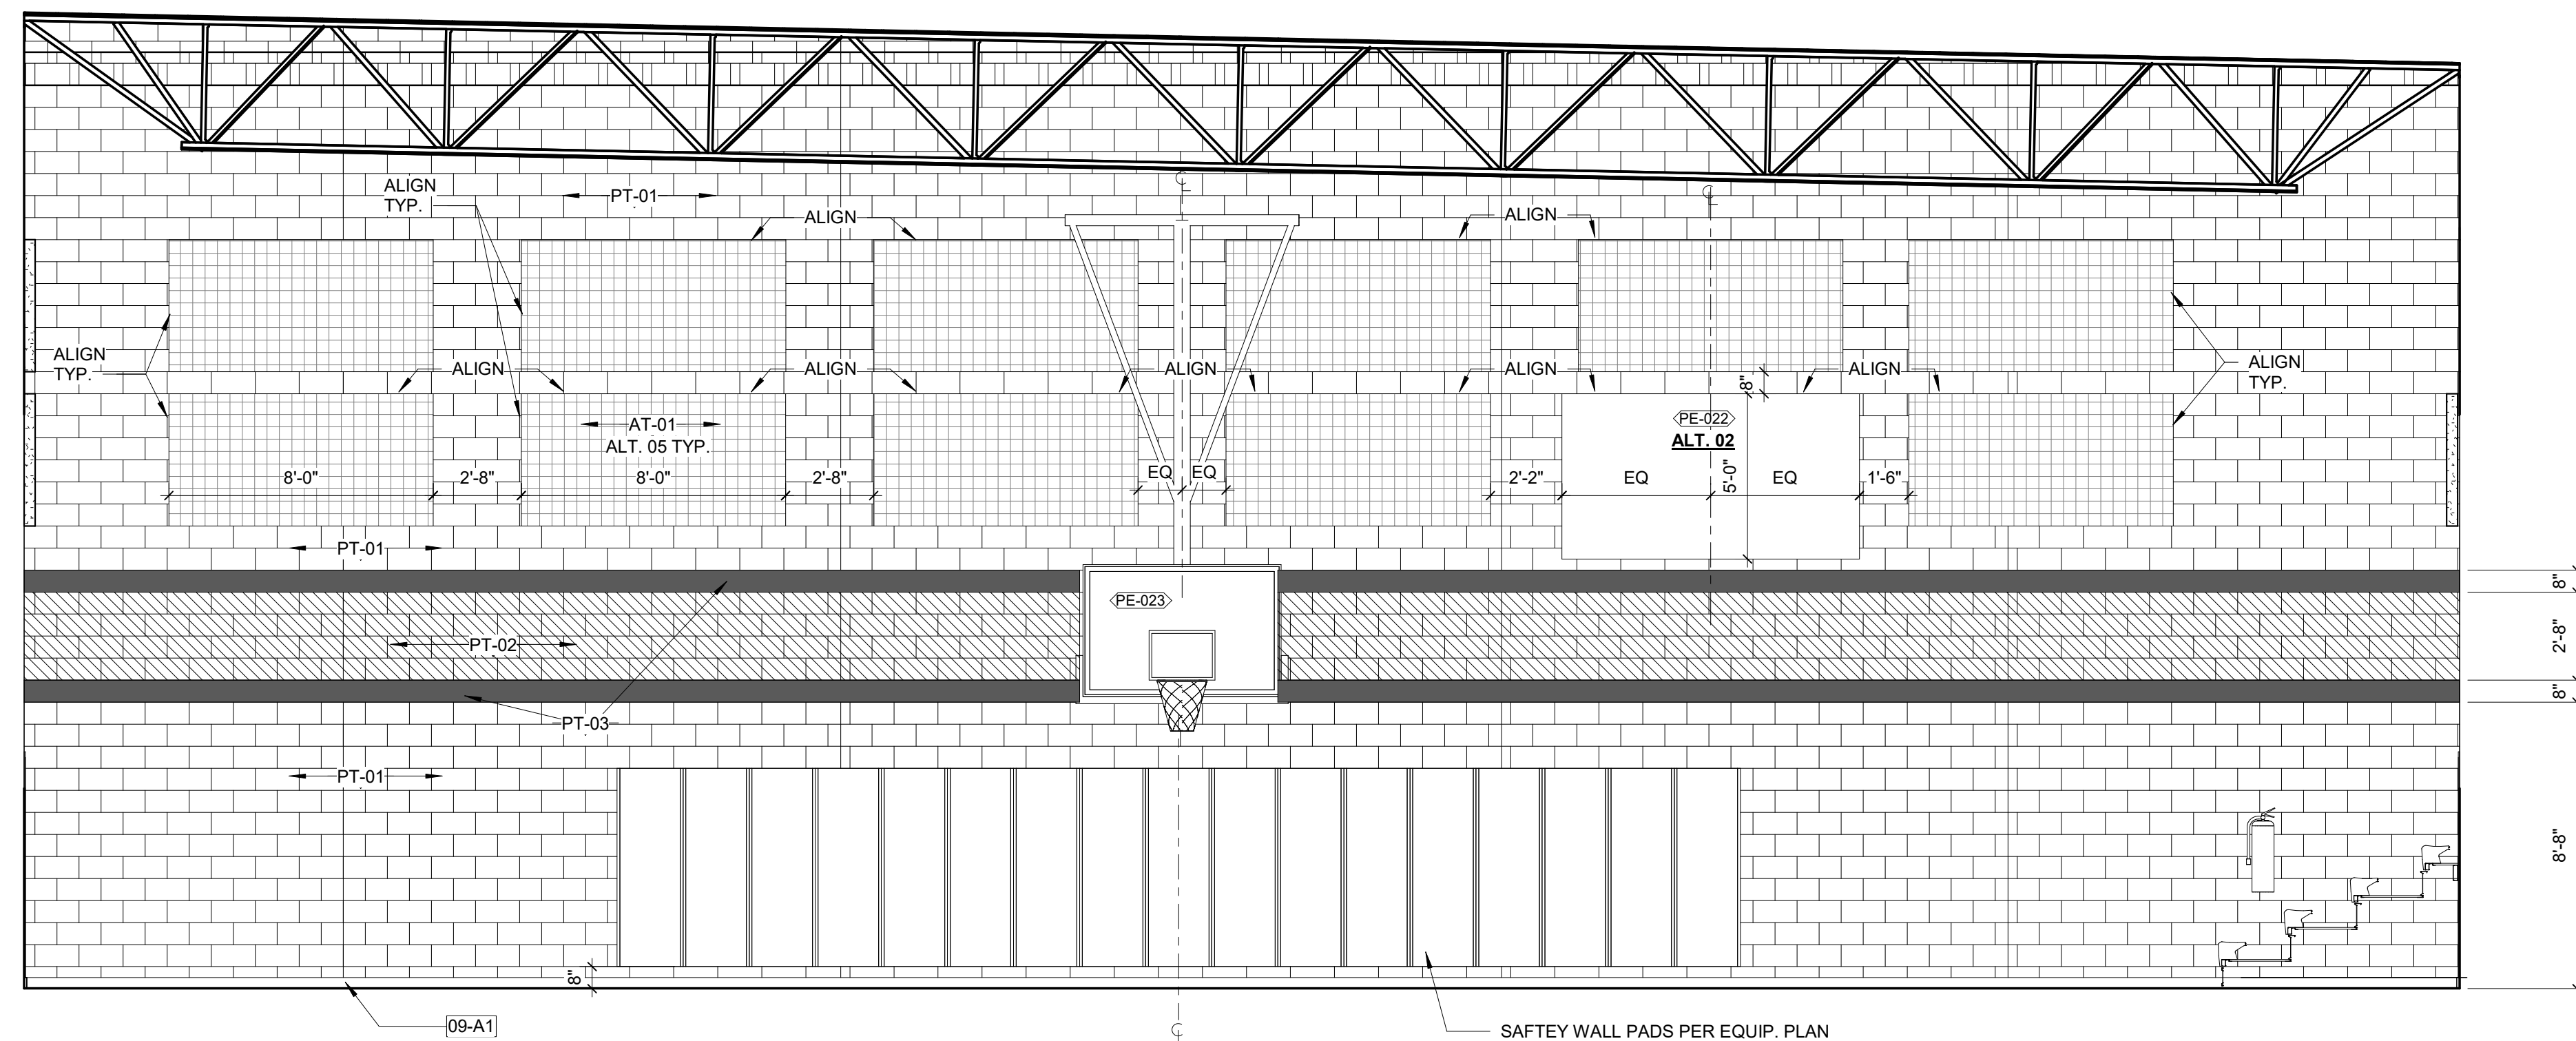 ALIGN
TYP.
PT-01
ALIGN
ALIGN
ALIGN
TYP.
ALIGN
ALIGN
ALIGN
ALIGN
ALIGN
ALIGN
TYP.
8"
AT-01
ALT. 05 TYP.
PE-022
ALT. 02
8'-0"
2'-8"
8'-0"
2'-8"
EQ
EQ
2'-2"
EQ
5'-0"
EQ
1'-6"
PT-01
8"
PE-023
PT-02
2'-8"
8"
PT-03
PT-01
8'-8"
8"
09-A1
SAFTEY WALL PADS PER EQUIP. PLAN